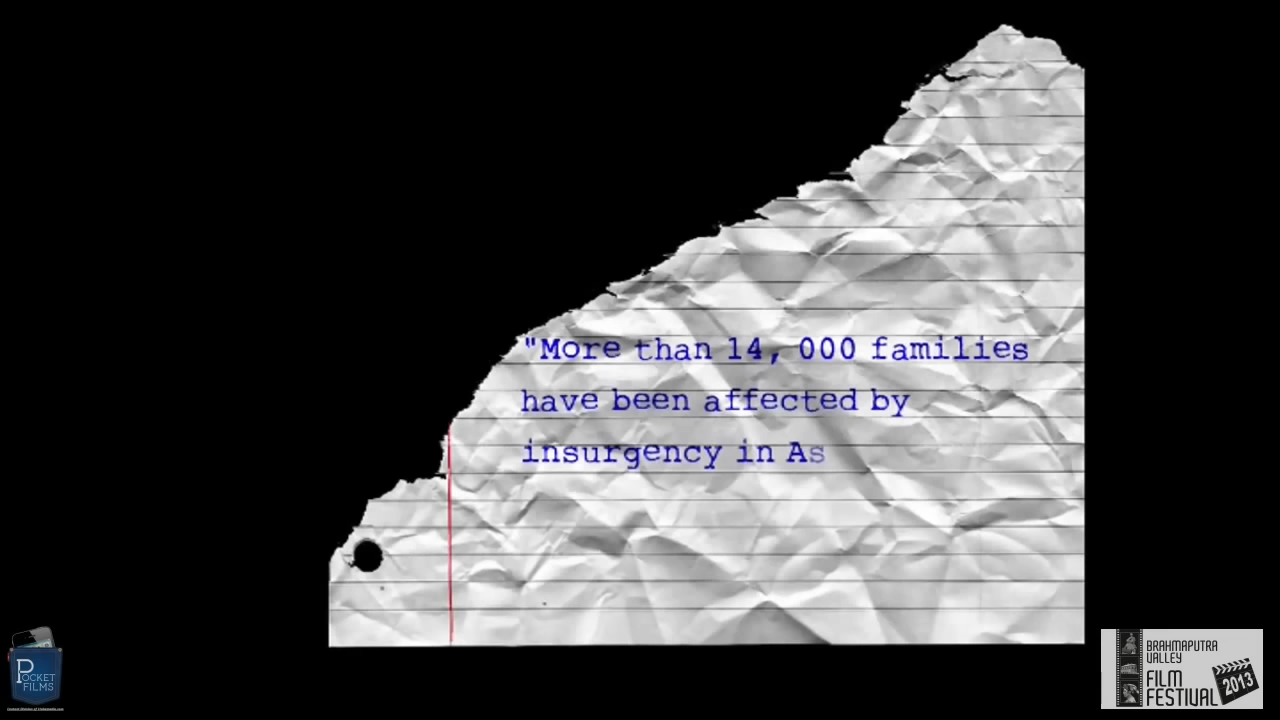 "More than 14, 000 families
have been affected by
insurgency in As
POCKET
FILMS
BRAHMAPUTRA
VALLEY
FILM
FESTIVAL
2013